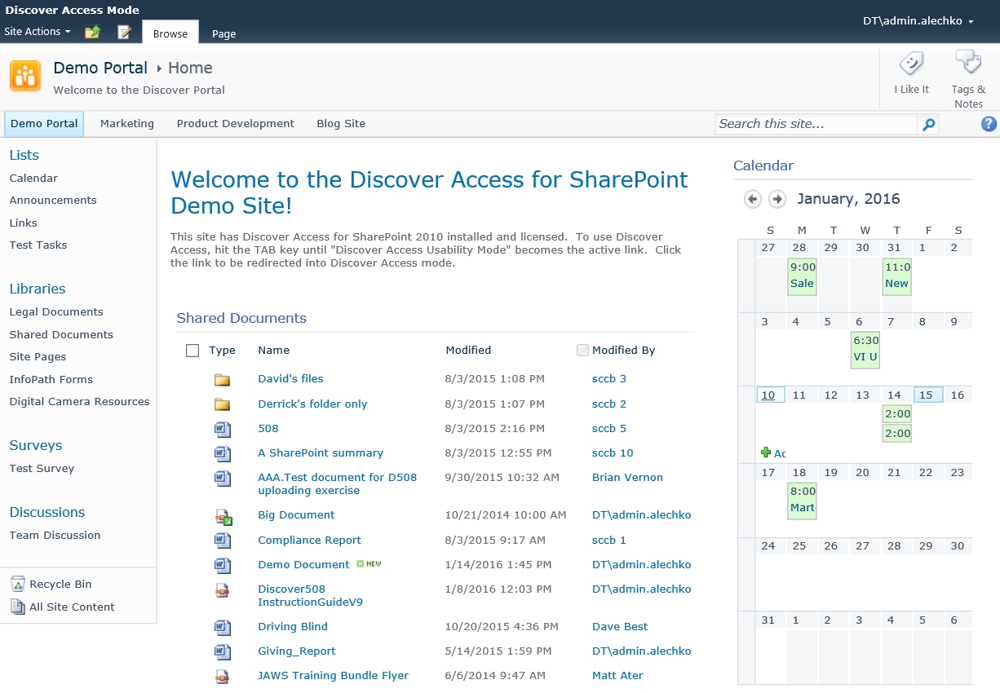 Discover Access Mode
Site Actions
Browse
Page
DT\admin.alechko
Demo Portal
Home
Welcome to the Discover Portal
I Like It
Tags &
Notes
Demo Portal
Marketing
Product Development
Blog Site
Search this site...
Lists
Calendar
Announcements
Links
Test Tasks
Libraries
Legal Documents
Shared Documents
Site Pages
InfoPath Forms
Digital Camera Resources
Surveys
Test Survey
Discussions
Team Discussion
Recycle Bin
All Site Content
Welcome to the Discover Access for SharePoint
Demo Site!
This site has Discover Access for SharePoint 2010 installed and licensed.  To use Discover
Access, hit the TAB key until "Discover Access Usability Mode" becomes the active link.  Click
the link to be redirected into Discover Access mode.
Shared Documents
Type Name Modified Modified By
David's files 8/3/2015 1:08 PM sccb 3
Derrick's folder only 8/3/2015 1:07 PM sccb 2
508 8/3/2015 2:16 PM sccb 5
A SharePoint summary 8/3/2015 12:55 PM sccb 10
AAA.Test document for D508 9/30/2015 10:32 AM Brian Vernon
uploading exercise
Big Document 10/21/2014 10:00 AM DT\admin.alechko
Compliance Report 8/3/2015 9:17 AM sccb 1
Demo Document NEW 1/14/2016 1:45 PM DT\admin.alechko
Discover508 1/8/2016 12:03 PM DT\admin.alechko
InstructionGuideV9
Driving Blind 10/20/2015 4:36 PM Dave Best
Giving_Report 5/14/2015 1:59 PM DT\admin.alechko
JAWS Training Bundle Flyer 6/6/2014 9:47 AM Matt Ater
Calendar
January, 2016
S M T W T F S
27 28 29 30 31 1 2
9:00 11:0
Sale New
3 4 5 6 7 8 9
6:30
VI U
10 11 12 13 14 15 16
2:00
2:00
Ac
17 18 19 20 21 22 23
8:00
Mart
24 25 26 27 28 29 30
31 1 2 3 4 5 6